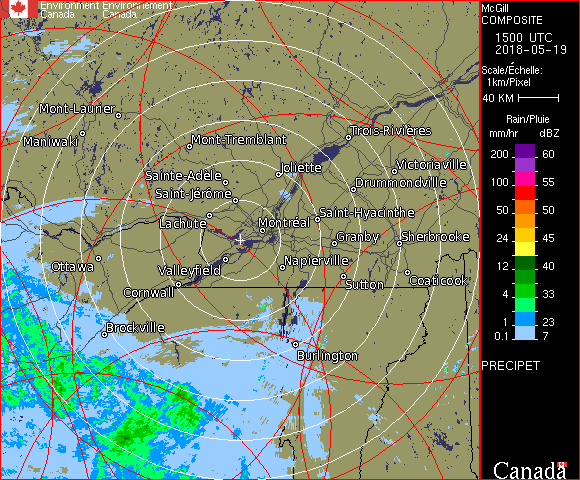 Environment Environnement
Canada Canada
McGill
COMPOSITE
1500 UTC
2018-05-19
Scale/Échelle:
1km/Pixel
40 KM
Rain/Pluie
mm/hr dBZ
200 60
100 55
50 50
24 45
12 40
4 33
1 23
0.1 7
PRECIPET
Canada
Mont-Laurier
Maniwaki
Mont-Tremblant
Trois-Rivières
Joliette
Victoriaville
Sainte-Adèle
Drummondville
Saint-Jérôme
Saint-Hyacinthe
Lachute
Montréal
Granby
Sherbrooke
Ottawa
Valleyfield
Napierville
Sutton
Coaticook
Cornwall
Brockville
Burlington